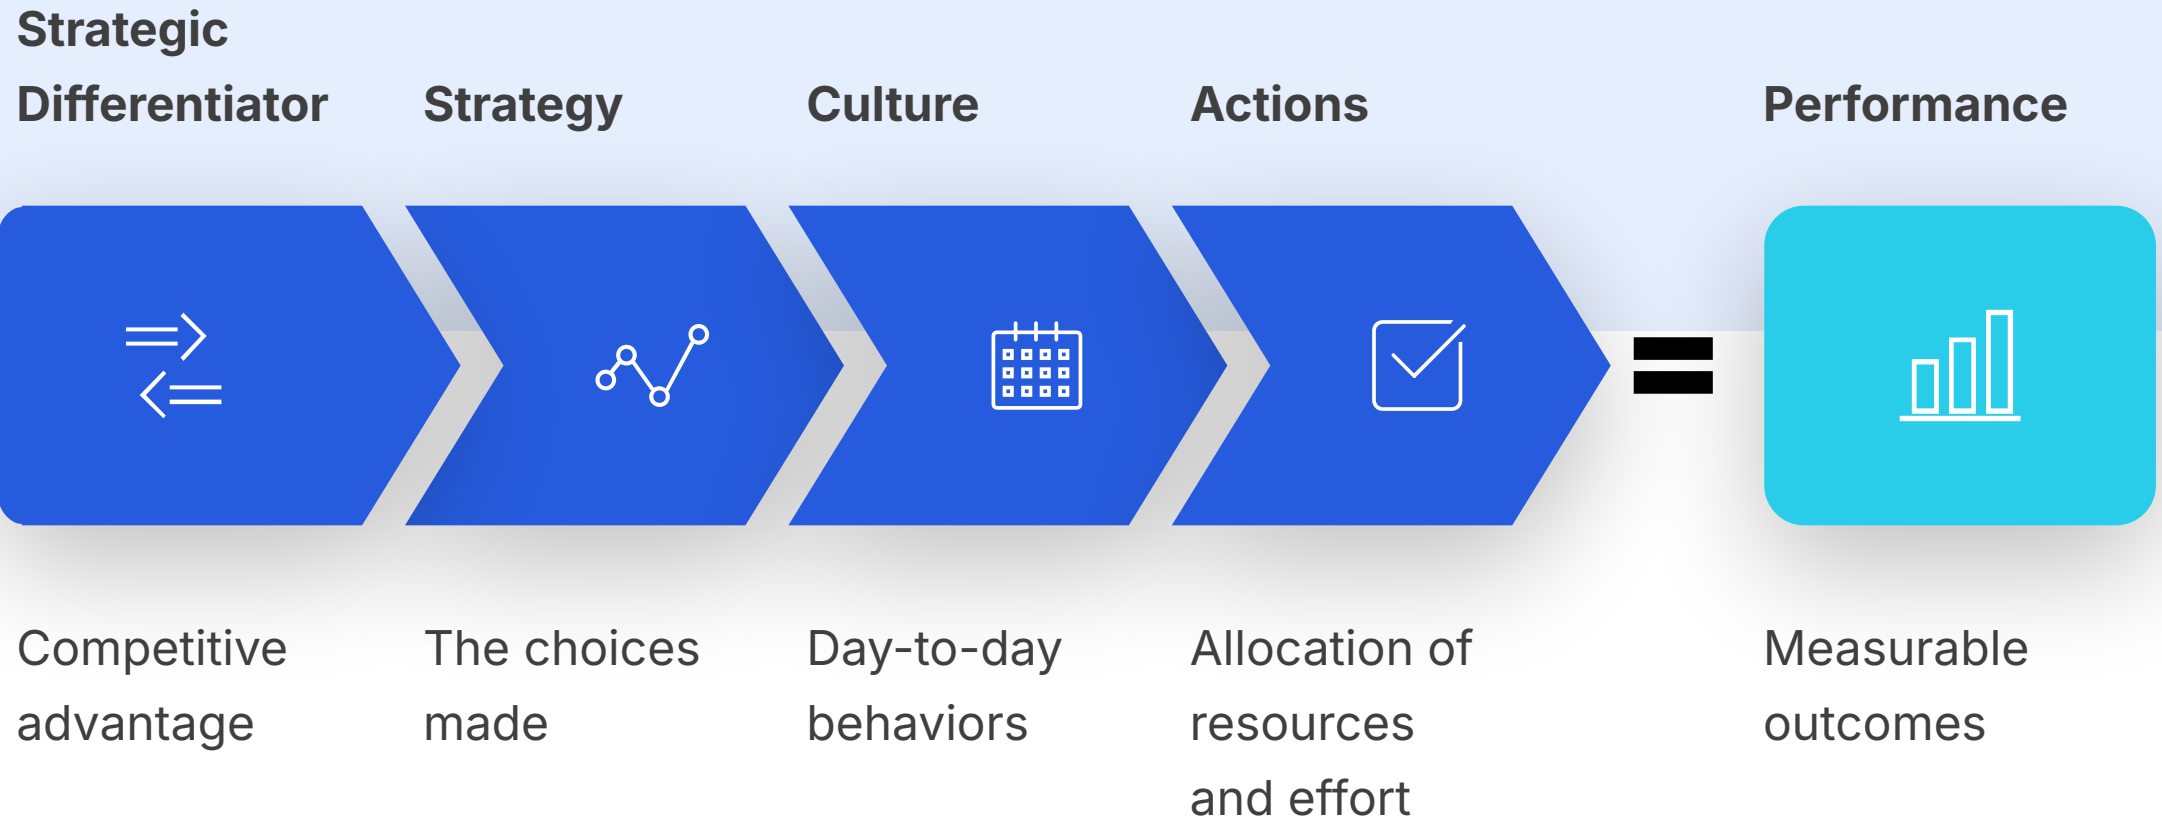 Strategic
Differentiator
Strategy
Culture
Actions
Performance
=
Competitive
advantage
The choices
made
Day-to-day
behaviors
Allocation of
resources
and effort
Measurable
outcomes